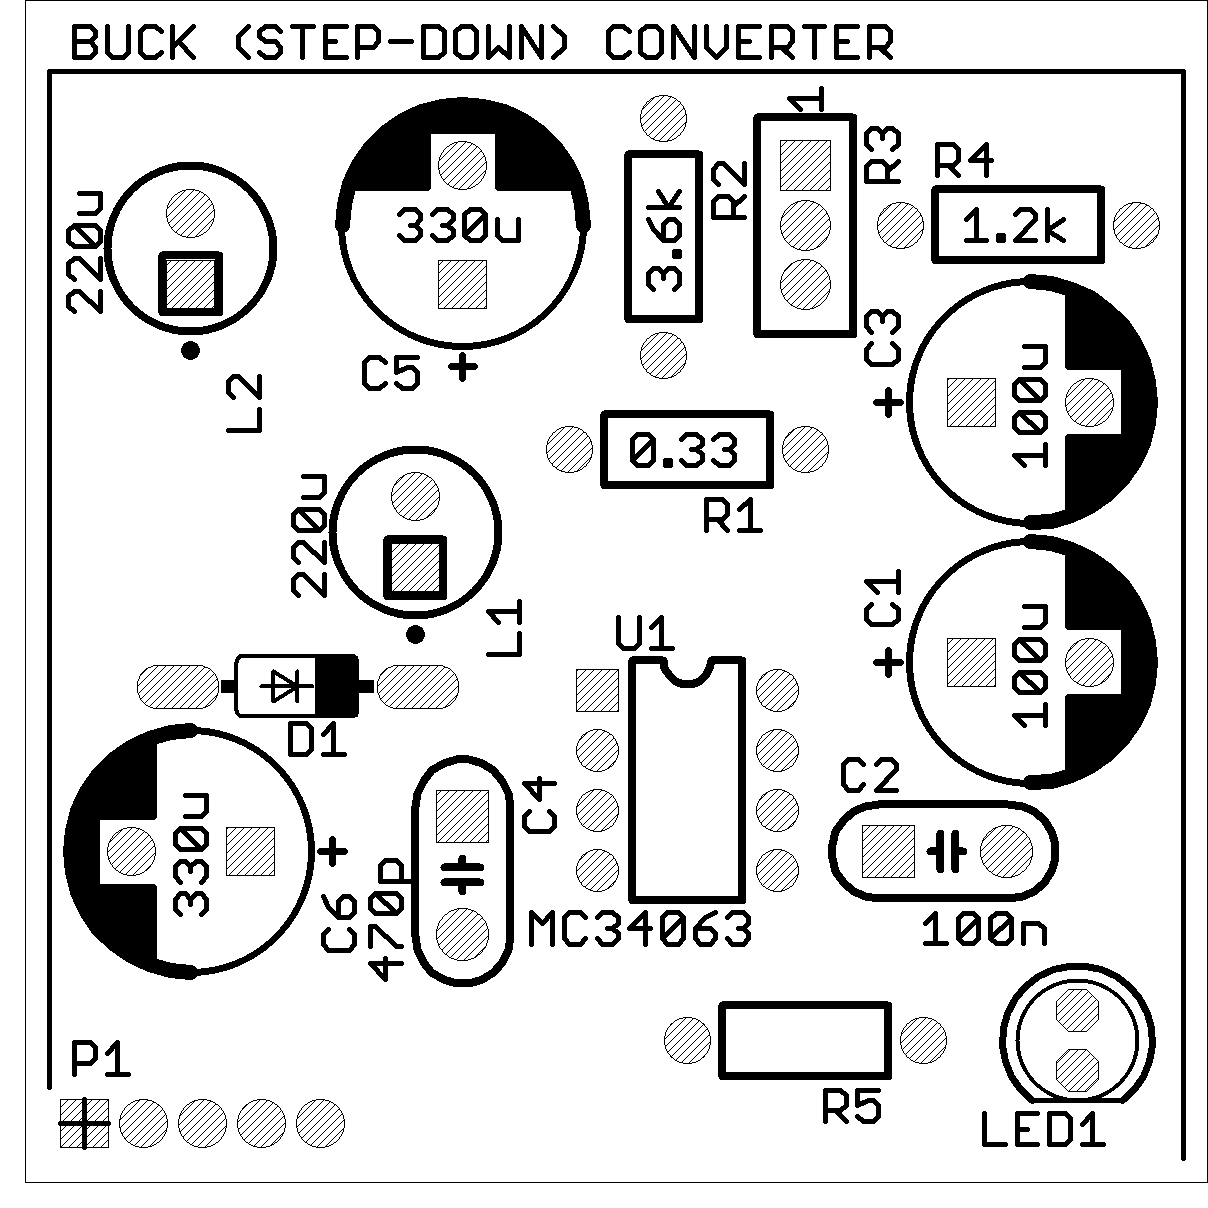 BUCK (STEP-DOWN) CONVERTER
1
R3
R4
R2
3.6k
1.2k
220u
330u
C5
L2
C3
100u
0.33
R1
220u
L1
C1
100u
U1
D1
C2
C4
330u
C6
470p
MC34063
100n
P1
R5
LED1